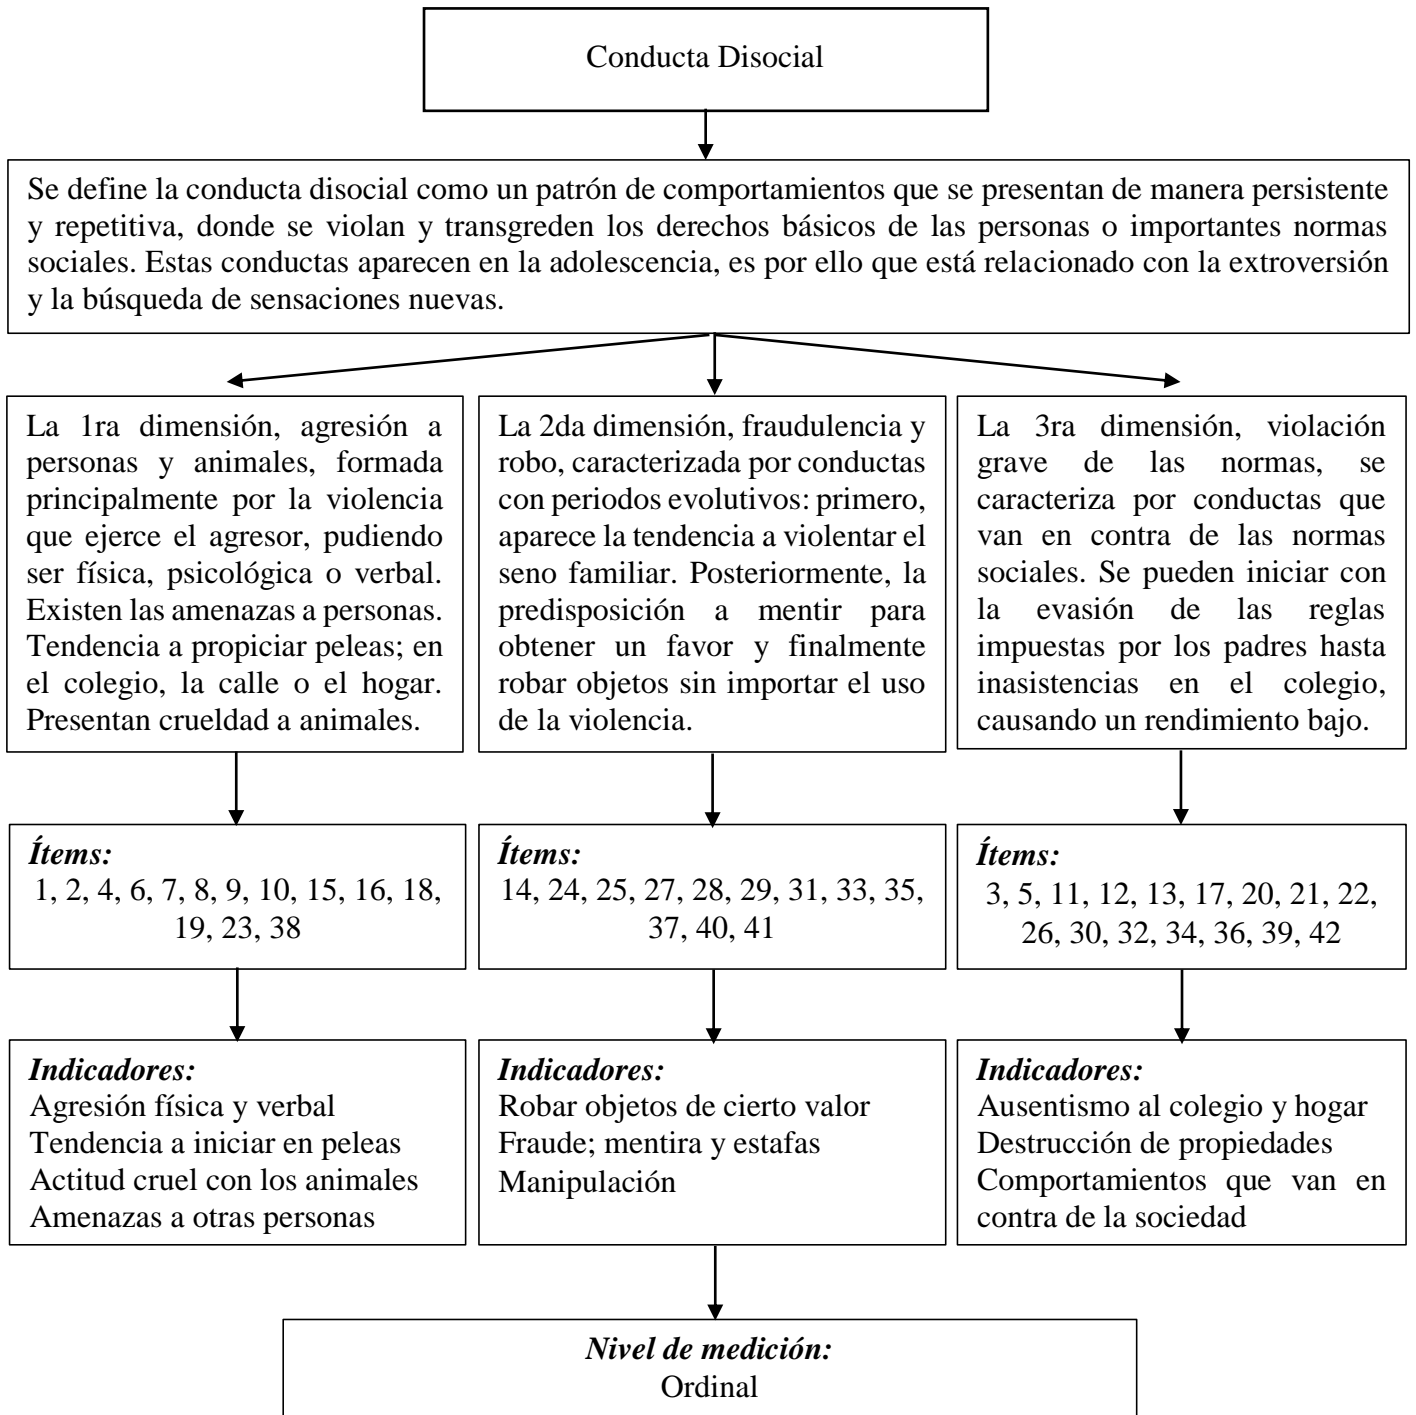 Conducta Disocial
Se define la conducta disocial como un patrón de comportamientos que se presentan de manera persistente
y repetitiva, donde se violan y transgreden los derechos básicos de las personas o importantes normas
sociales. Estas conductas aparecen en la adolescencia, es por ello que está relacionado con la extroversión
y la búsqueda de sensaciones nuevas.
La 1ra dimensión, agresión a
personas y animales, formada
principalmente por la violencia
que ejerce el agresor, pudiendo
ser física, psicológica o verbal.
Existen las amenazas a personas.
Tendencia a propiciar peleas; en
el colegio, la calle o el hogar.
Presentan crueldad a animales.
La 2da dimensión, fraudulencia y
robo, caracterizada por conductas
con periodos evolutivos: primero,
aparece la tendencia a violentar el
seno familiar. Posteriormente, la
predisposición a mentir para
obtener un favor y finalmente
robar objetos sin importar el uso
de la violencia.
La 3ra dimensión, violación
grave de las normas, se
caracteriza por conductas que
van en contra de las normas
sociales. Se pueden iniciar con
la evasión de las reglas
impuestas por los padres hasta
inasistencias en el colegio,
causando un rendimiento bajo.
Ítems:
1, 2, 4, 6, 7, 8, 9, 10, 15, 16, 18,
19, 23, 38
Ítems:
14, 24, 25, 27, 28, 29, 31, 33, 35,
37, 40, 41
Ítems:
3, 5, 11, 12, 13, 17, 20, 21, 22,
26, 30, 32, 34, 36, 39, 42
Indicadores:
Agresión física y verbal
Tendencia a iniciar en peleas
Actitud cruel con los animales
Amenazas a otras personas
Indicadores:
Robar objetos de cierto valor
Fraude; mentira y estafas
Manipulación
Indicadores:
Ausentismo al colegio y hogar
Destrucción de propiedades
Comportamientos que van en
contra de la sociedad
Nivel de medición:
Ordinal